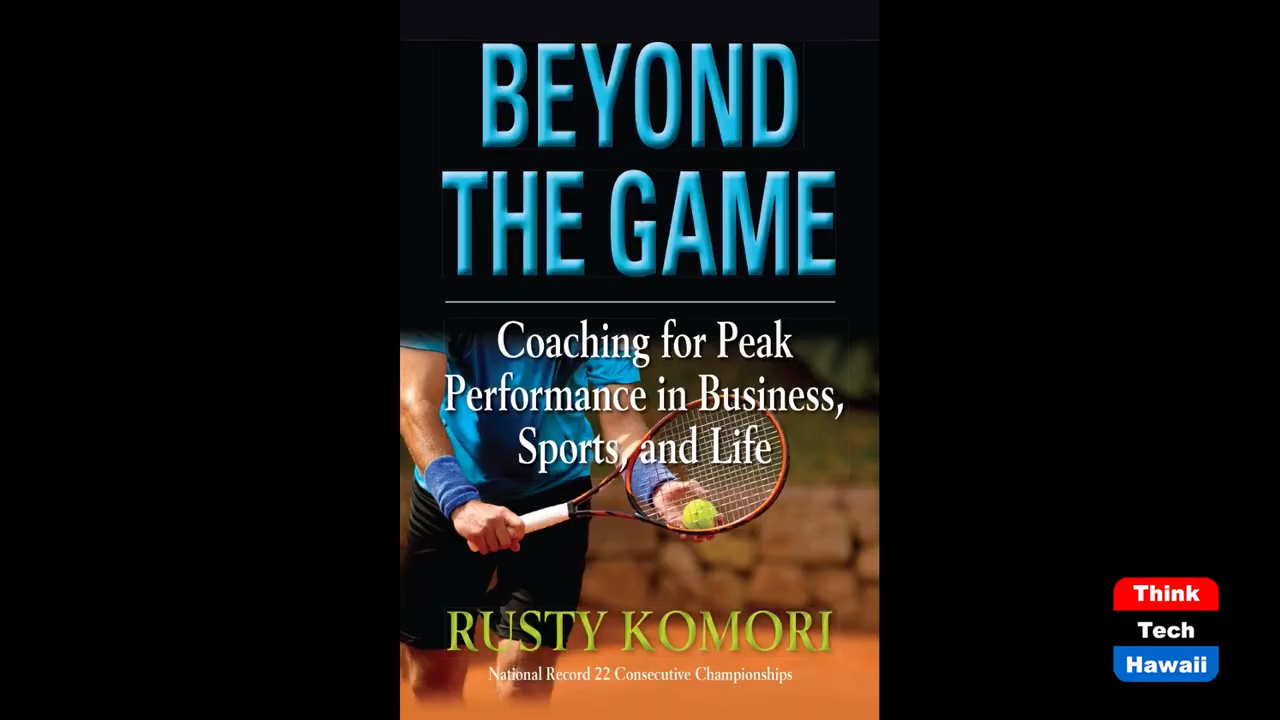 BEYOND
THE GAME
Coaching for Peak
Performance in Business,
Sports, and Life
RUSTY KOMORI
National Record 22 Consecutive Championships
Think
Tech
Hawaii